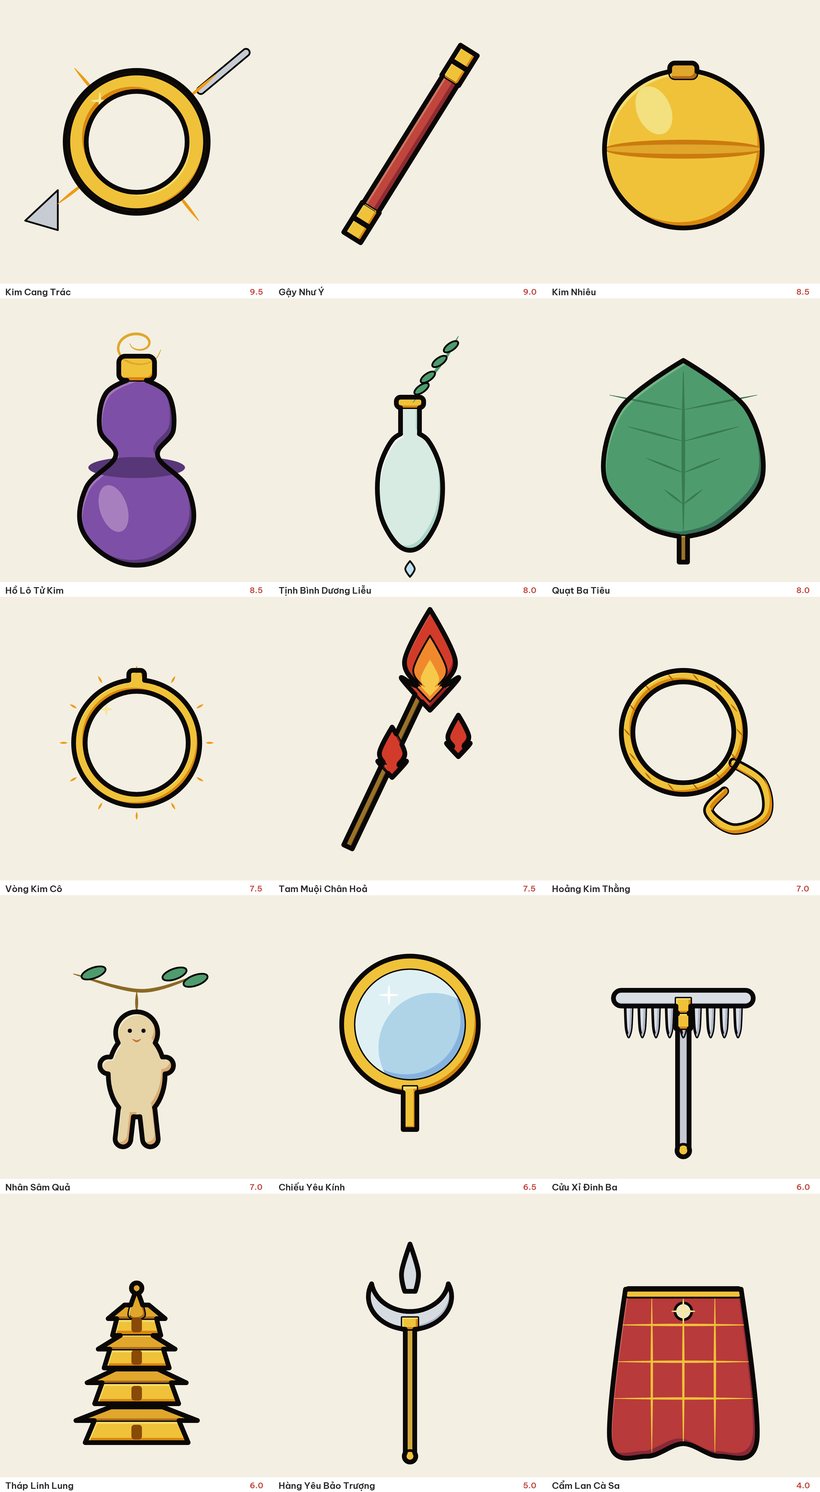 Kim Cang Trác 9.5
Gậy Như Ý 9.0
Kim Nhiêu 8.5
Hồ Lô Tử Kim 8.5
Tịnh Bình Dương Liễu 8.0
Quạt Ba Tiêu 8.0
Vòng Kim Cô 7.5
Tam Muội Chân Hoả 7.5
Hoảng Kim Thằng 7.0
Nhân Sâm Quả 7.0
Chiếu Yêu Kính 6.5
Cửu Xỉ Đinh Ba 6.0
Tháp Linh Lung 6.0
Hàng Yêu Bảo Trượng 5.0
Cẩm Lan Cà Sa 4.0